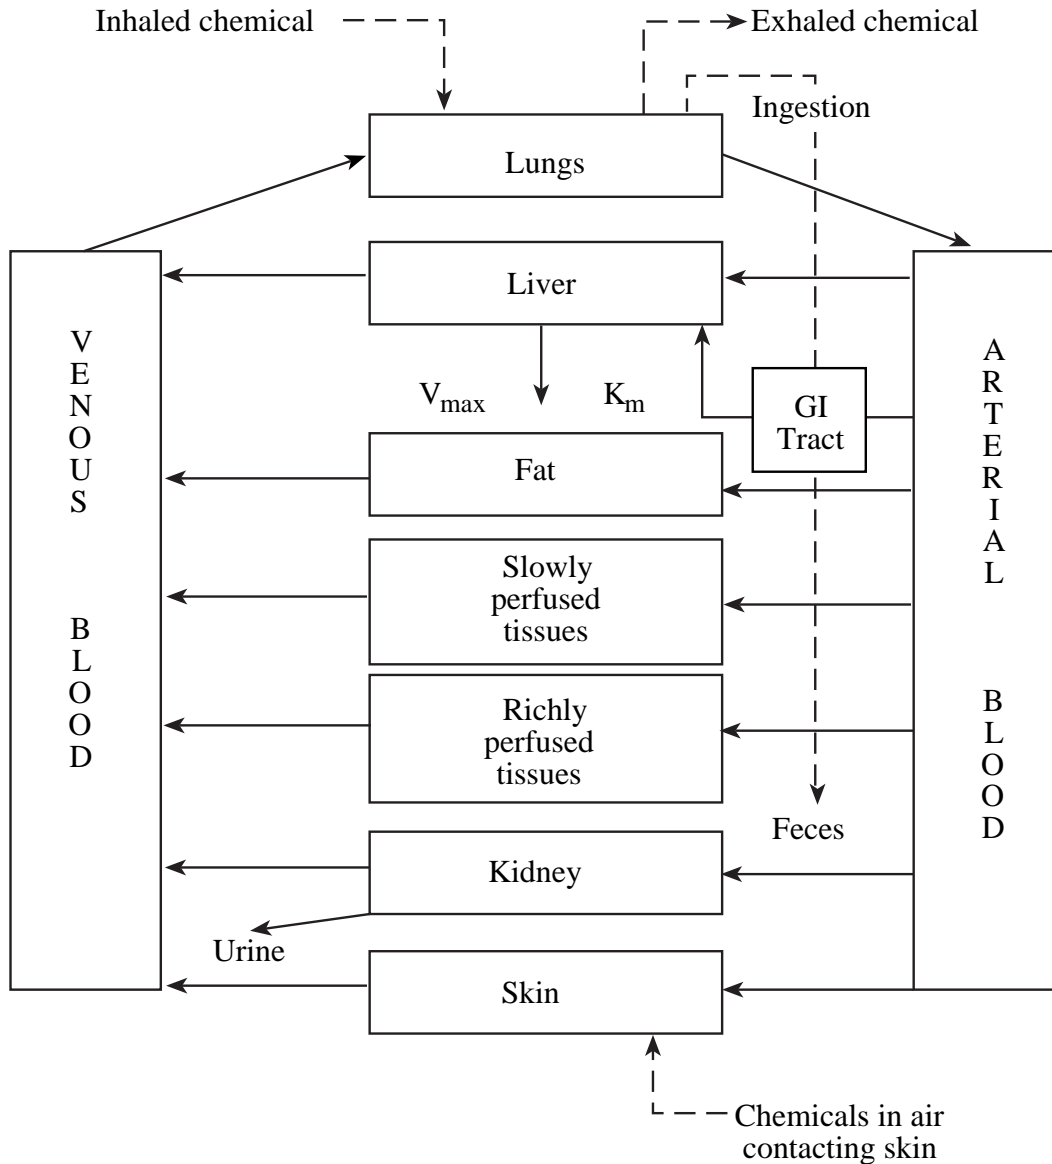 Inhaled chemical
Exhaled chemical
Ingestion
Lungs
Liver
V
E
N
O
U
S
B
L
O
O
D
A
R
T
E
R
I
A
L
B
L
O
O
D
Vmax
Km
GI
Tract
Fat
Slowly
perfused
tissues
Richly
perfused
tissues
Feces
Kidney
Urine
Skin
Chemicals in air
contacting skin